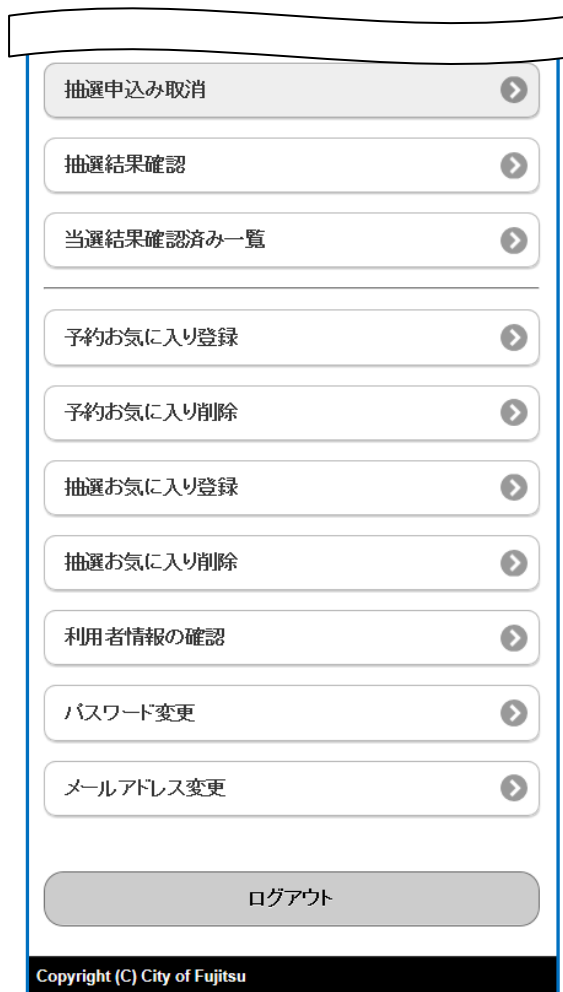 抽選申込み取消
抽選結果確認
当選結果確認済み一覧
予約お気に入り登録
予約お気に入り削除
抽選お気に入り登録
抽選お気に入り削除
利用者情報の確認
パスワード変更
メールアドレス変更
ログアウト
Copyright (C) City of Fujitsu